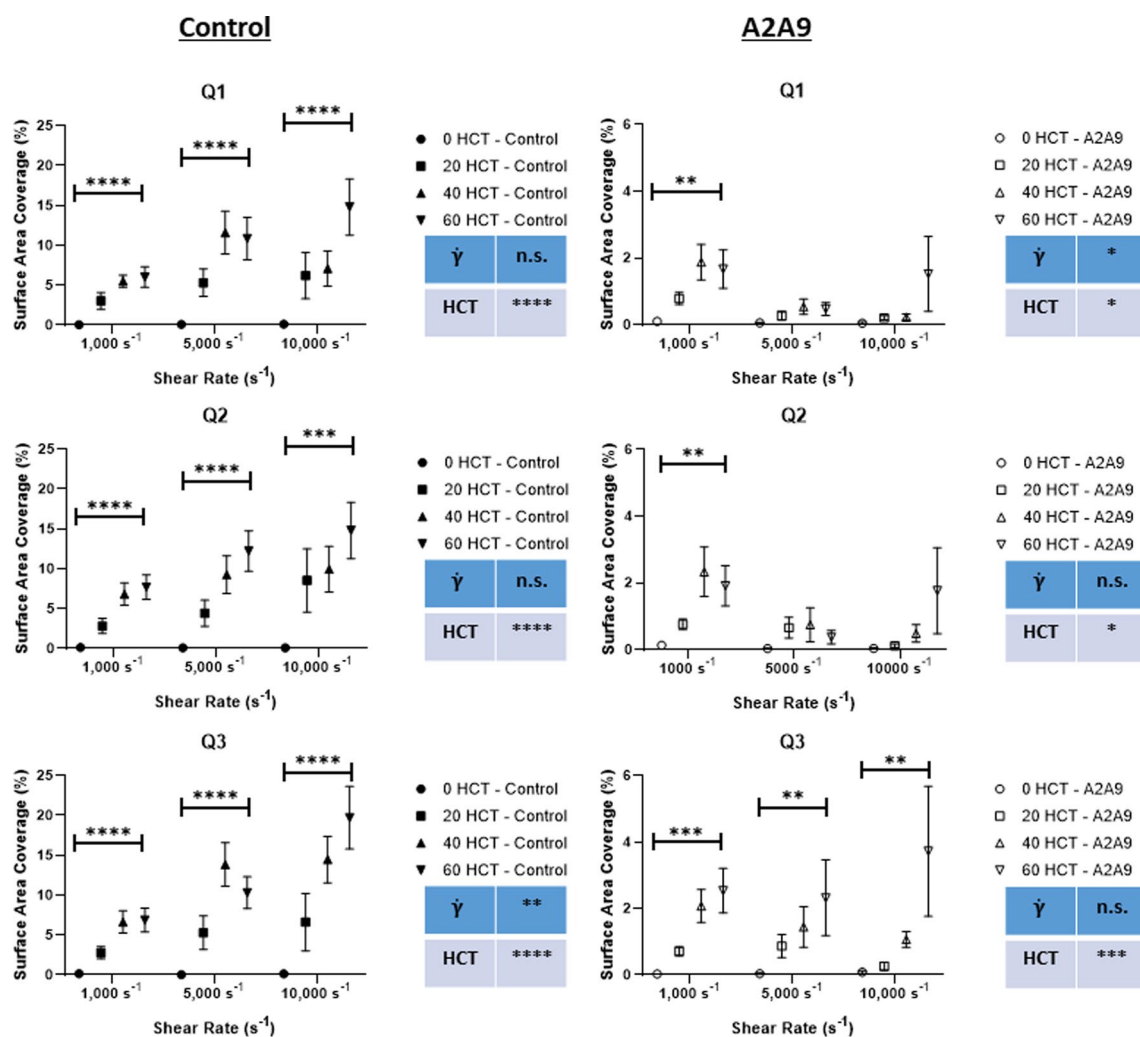 Control
A2A9
Q1
Surface Area Coverage (%)
25
20
15
10
5
0
****
****
****
1,000 s⁻¹
5,000 s⁻¹
10,000 s⁻¹
Shear Rate (s⁻¹)
0 HCT - Control
20 HCT - Control
40 HCT - Control
60 HCT - Control
γ̇
n.s.
HCT
****
Q1
Surface Area Coverage (%)
6
4
2
0
**
1,000 s⁻¹
5,000 s⁻¹
10,000 s⁻¹
Shear Rate (s⁻¹)
0 HCT - A2A9
20 HCT - A2A9
40 HCT - A2A9
60 HCT - A2A9
γ̇
*
HCT
*
Q2
Surface Area Coverage (%)
25
20
15
10
5
0
****
****
***
1,000 s⁻¹
5,000 s⁻¹
10,000 s⁻¹
Shear Rate (s⁻¹)
0 HCT - Control
20 HCT - Control
40 HCT - Control
60 HCT - Control
γ̇
n.s.
HCT
****
Q2
Surface Area Coverage (%)
6
4
2
0
**
1000 s⁻¹
5000 s⁻¹
10000 s⁻¹
Shear Rate (s⁻¹)
0 HCT - A2A9
20 HCT - A2A9
40 HCT - A2A9
60 HCT - A2A9
γ̇
n.s.
HCT
*
Q3
Surface Area Coverage (%)
25
20
15
10
5
0
****
****
****
1,000 s⁻¹
5,000 s⁻¹
10,000 s⁻¹
Shear Rate (s⁻¹)
0 HCT - Control
20 HCT - Control
40 HCT - Control
60 HCT - Control
γ̇
**
HCT
****
Q3
Surface Area Coverage (%)
6
4
2
0
***
**
**
1,000 s⁻¹
5,000 s⁻¹
10,000 s⁻¹
Shear Rate (s⁻¹)
0 HCT - A2A9
20 HCT - A2A9
40 HCT - A2A9
60 HCT - A2A9
γ̇
n.s.
HCT
***